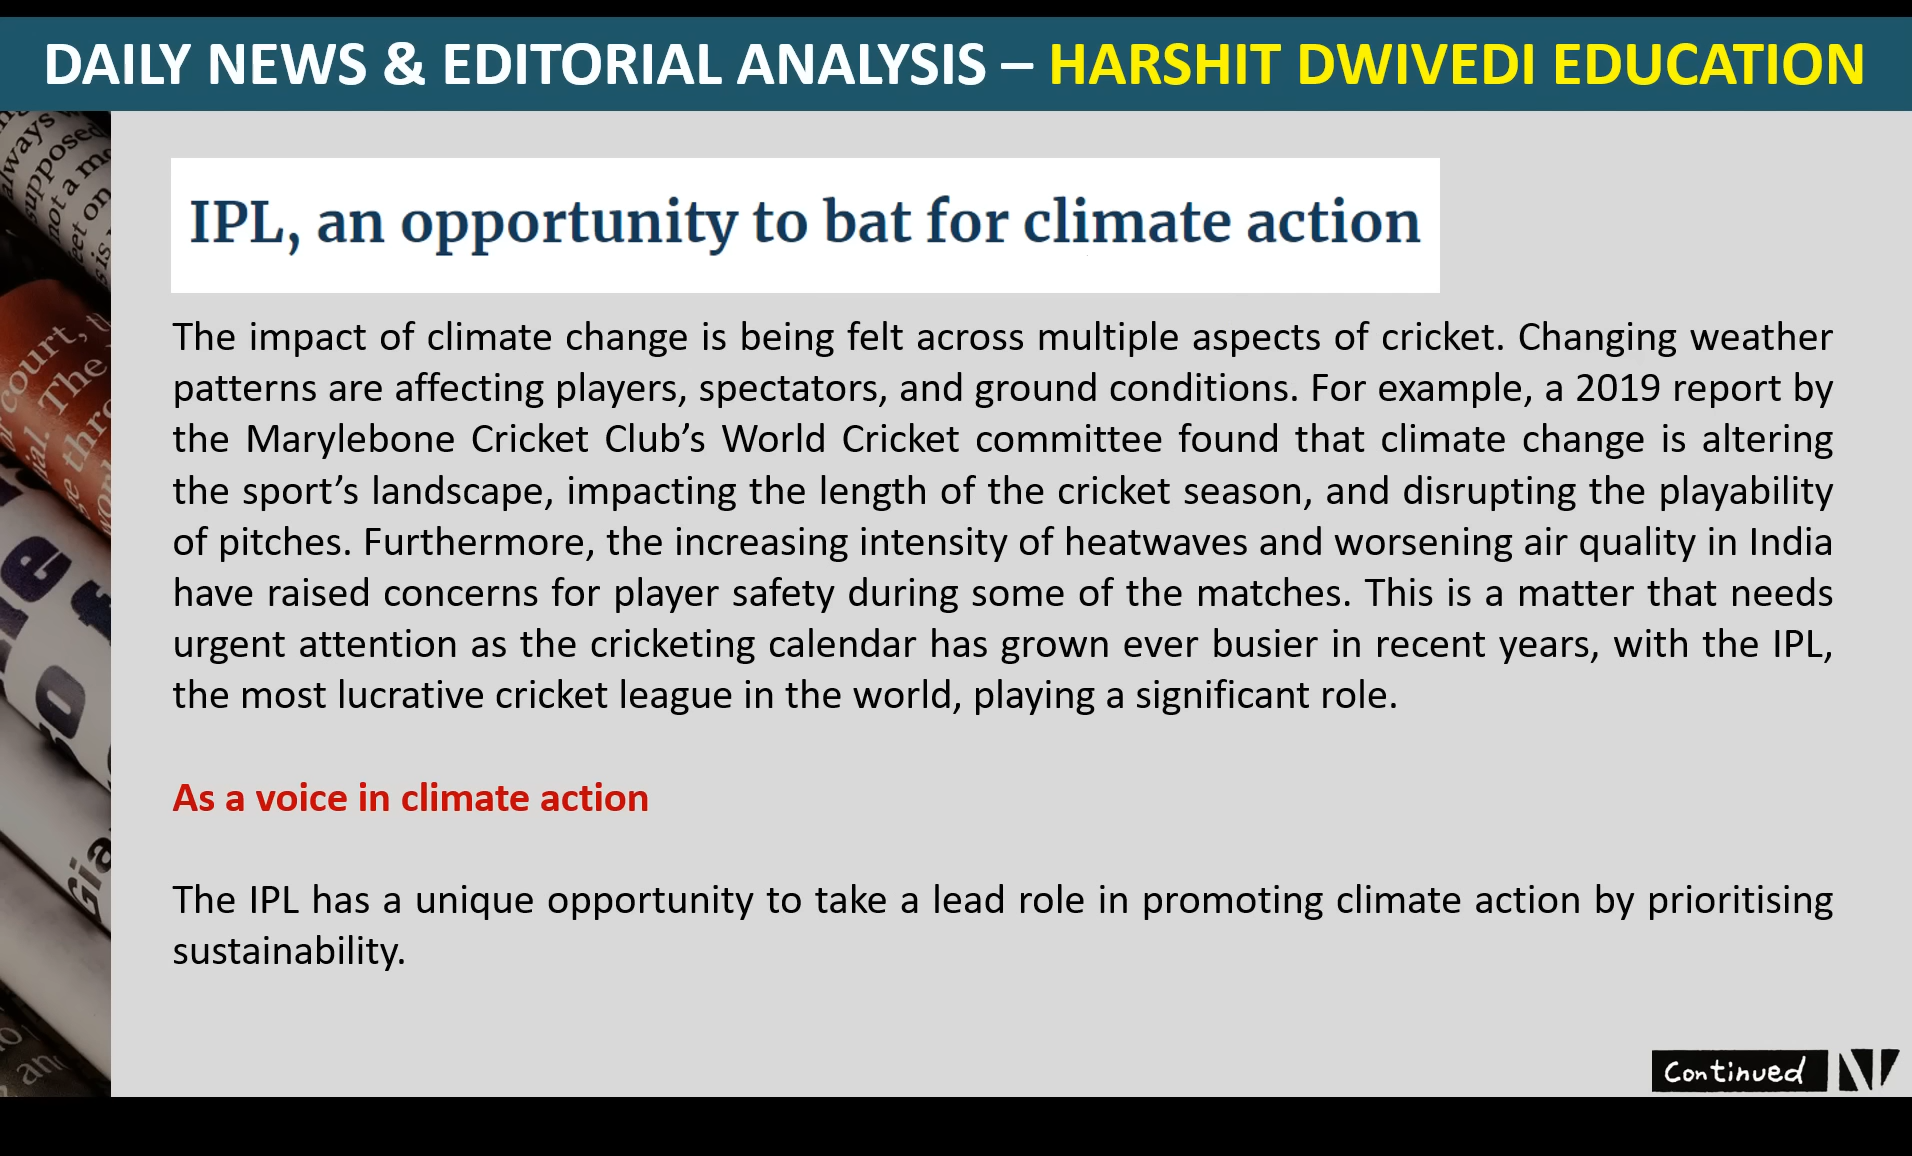 DAILY NEWS & EDITORIAL ANALYSIS – HARSHIT DWIVEDI EDUCATION
IPL, an opportunity to bat for climate action
The impact of climate change is being felt across multiple aspects of cricket. Changing weather
patterns are affecting players, spectators, and ground conditions. For example, a 2019 report by
the Marylebone Cricket Club’s World Cricket committee found that climate change is altering
the sport’s landscape, impacting the length of the cricket season, and disrupting the playability
of pitches. Furthermore, the increasing intensity of heatwaves and worsening air quality in India
have raised concerns for player safety during some of the matches. This is a matter that needs
urgent attention as the cricketing calendar has grown ever busier in recent years, with the IPL,
the most lucrative cricket league in the world, playing a significant role.
As a voice in climate action
The IPL has a unique opportunity to take a lead role in promoting climate action by prioritising
sustainability.
Continued